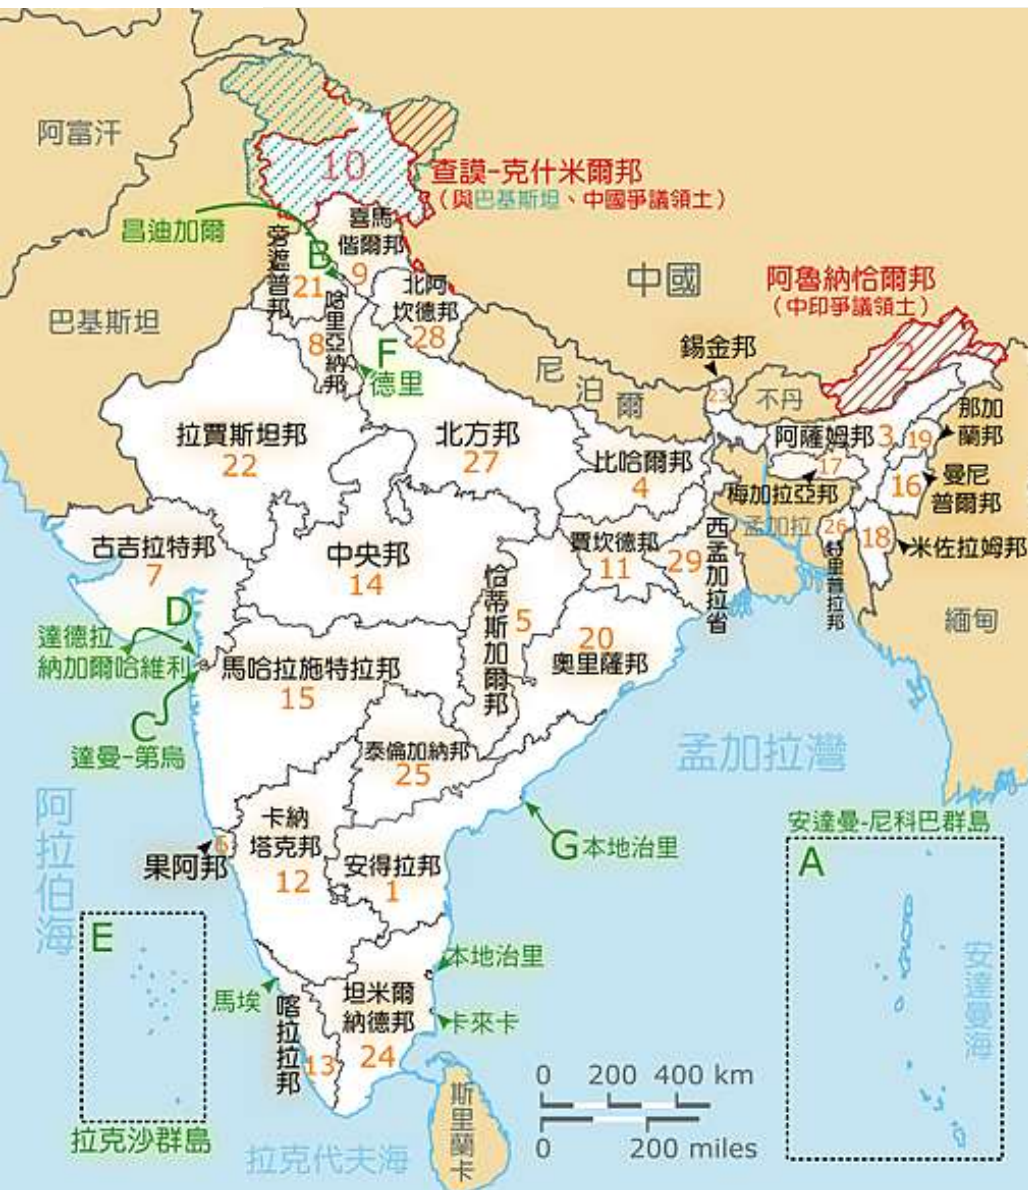 阿富汗
10
查謨-克什米爾邦
(與巴基斯坦、中國爭議領土)
昌迪加爾
喜馬
偕爾邦
9
旁遮普邦
B
21
哈里亞納邦
8
北阿
坎德邦
28
中國
阿魯納恰爾邦
(中印爭議領土)
2
巴基斯坦
F
德里
尼泊爾
錫金邦
23
不丹
拉賈斯坦邦
22
北方邦
27
比哈爾邦
4
阿薩姆邦 3
那加
蘭邦
19
17
梅加拉亞邦
曼尼
普爾邦
16
孟加拉
26
特里普拉邦
18
米佐拉姆邦
古吉拉特邦
7
中央邦
14
恰蒂斯加爾邦
5
賈坎德邦
11
29
西孟加拉省
20
奧里薩邦
緬甸
D
達德拉
納加爾哈維利
C
達曼-第烏
馬哈拉施特拉邦
15
泰倫加納邦
25
孟加拉灣
阿拉伯海
果阿邦
6
卡納
塔克邦
12
安得拉邦
1
G本地治里
安達曼-尼科巴群島
A
安達曼海
E
拉克沙群島
馬埃
喀拉拉邦
13
坦米爾
納德邦
24
本地治里
卡來卡
斯里蘭卡
拉克代夫海
0 200 400 km
0 200 miles